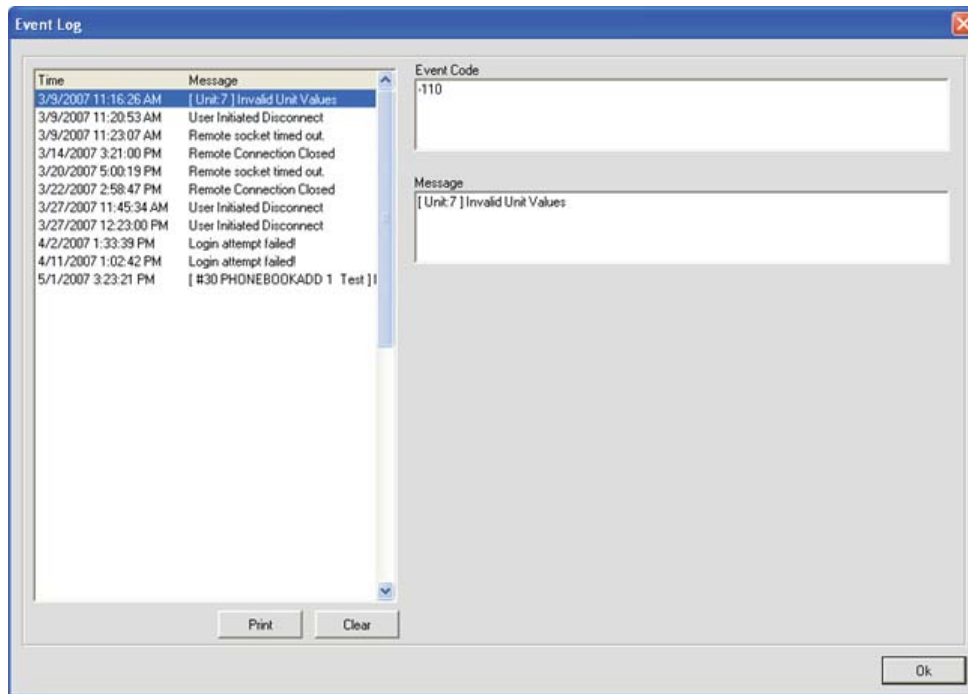 Event Log
Time Message
3/9/2007 11:16:26 AM [ Unit:7 ] Invalid Unit Values
3/9/2007 11:20:53 AM User Initiated Disconnect
3/9/2007 11:23:07 AM Remote socket timed out.
3/14/2007 3:21:00 PM Remote Connection Closed
3/20/2007 5:00:19 PM Remote socket timed out.
3/22/2007 2:58:47 PM Remote Connection Closed
3/27/2007 11:45:34 AM User Initiated Disconnect
3/27/2007 12:23:00 PM User Initiated Disconnect
4/2/2007 1:33:39 PM Login attempt failed!
4/11/2007 1:02:42 PM Login attempt failed!
5/1/2007 3:23:21 PM [ #30 PHONEBOOKADD 1 Test ]
Print Clear
Event Code
-110
Message
[ Unit:7 ] Invalid Unit Values
Ok